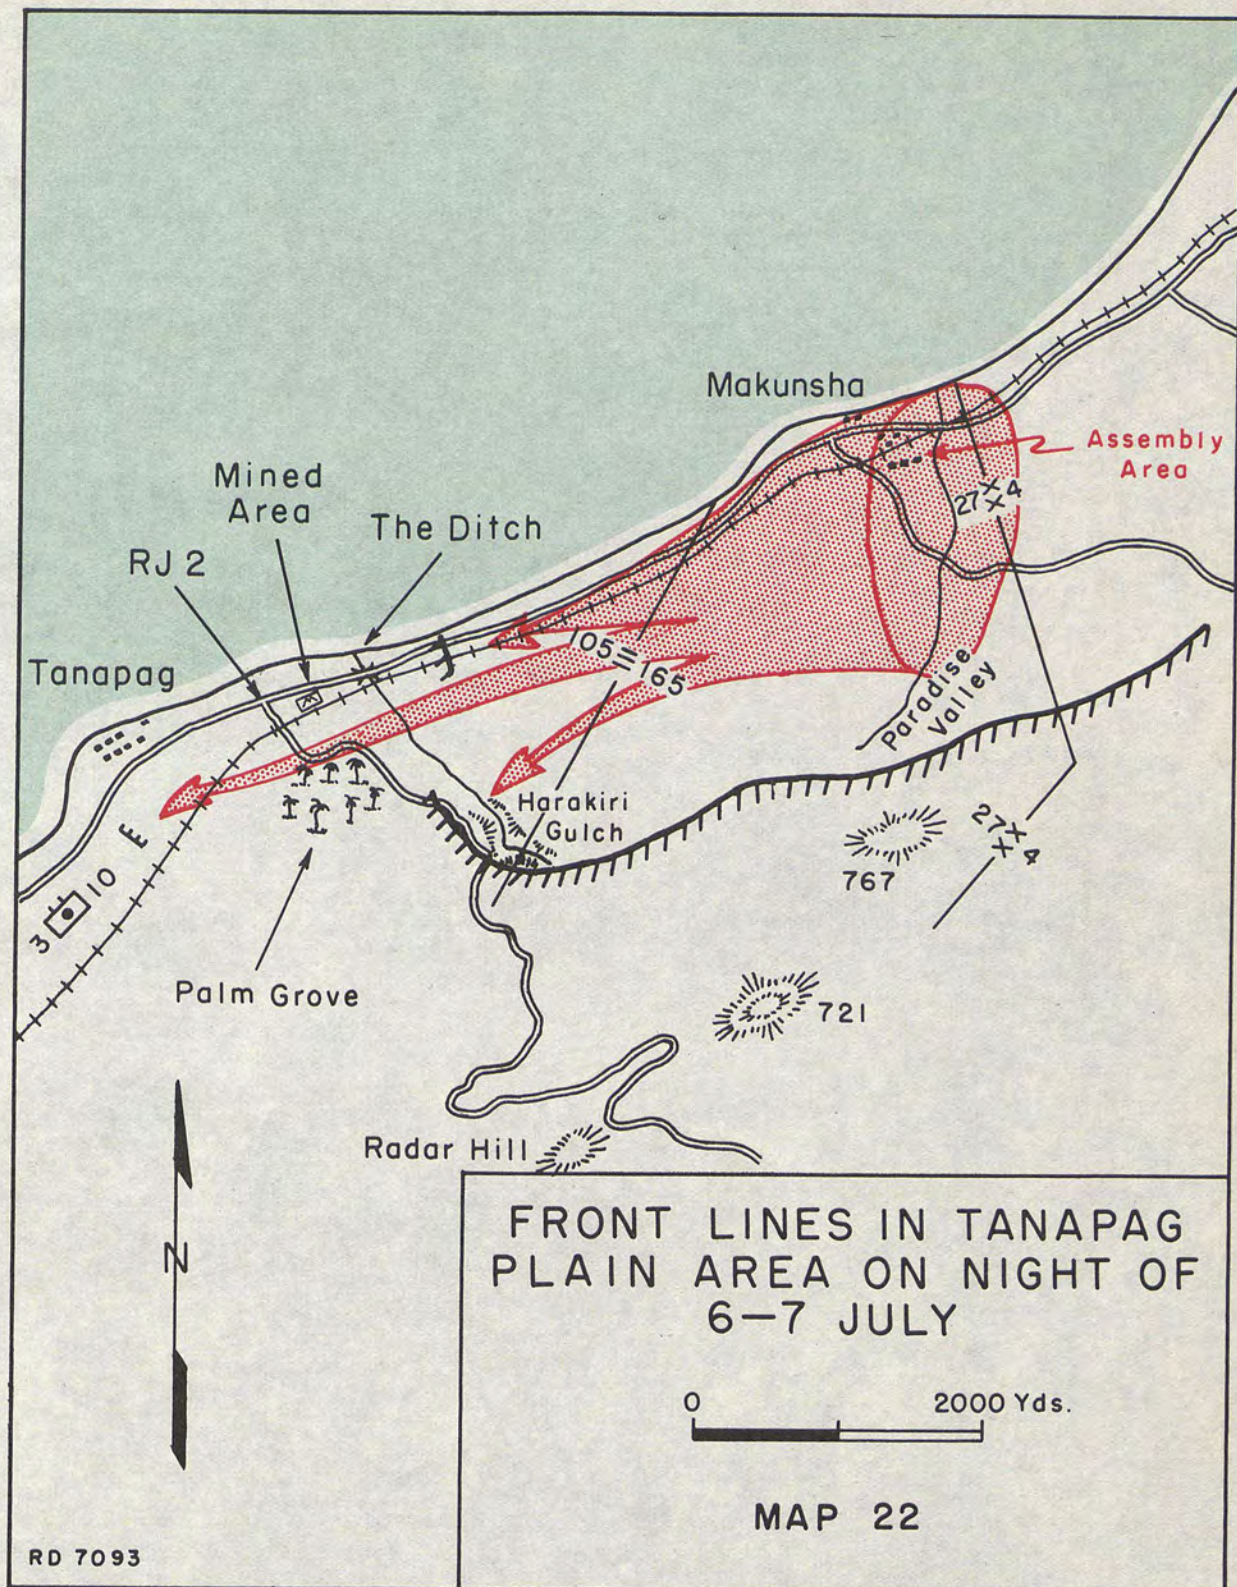 Makunsha
Assembly
Area
Mined
Area
The Ditch
27 4
RJ 2
105 165
Tanapag
Paradise
Valley
Harakiri
Gulch
27 4
767
3 10
Palm Grove
721
Radar Hill
N
FRONT LINES IN TANAPAG
PLAIN AREA ON NIGHT OF
6–7 JULY
0 2000 Yds.
MAP 22
RD 7093